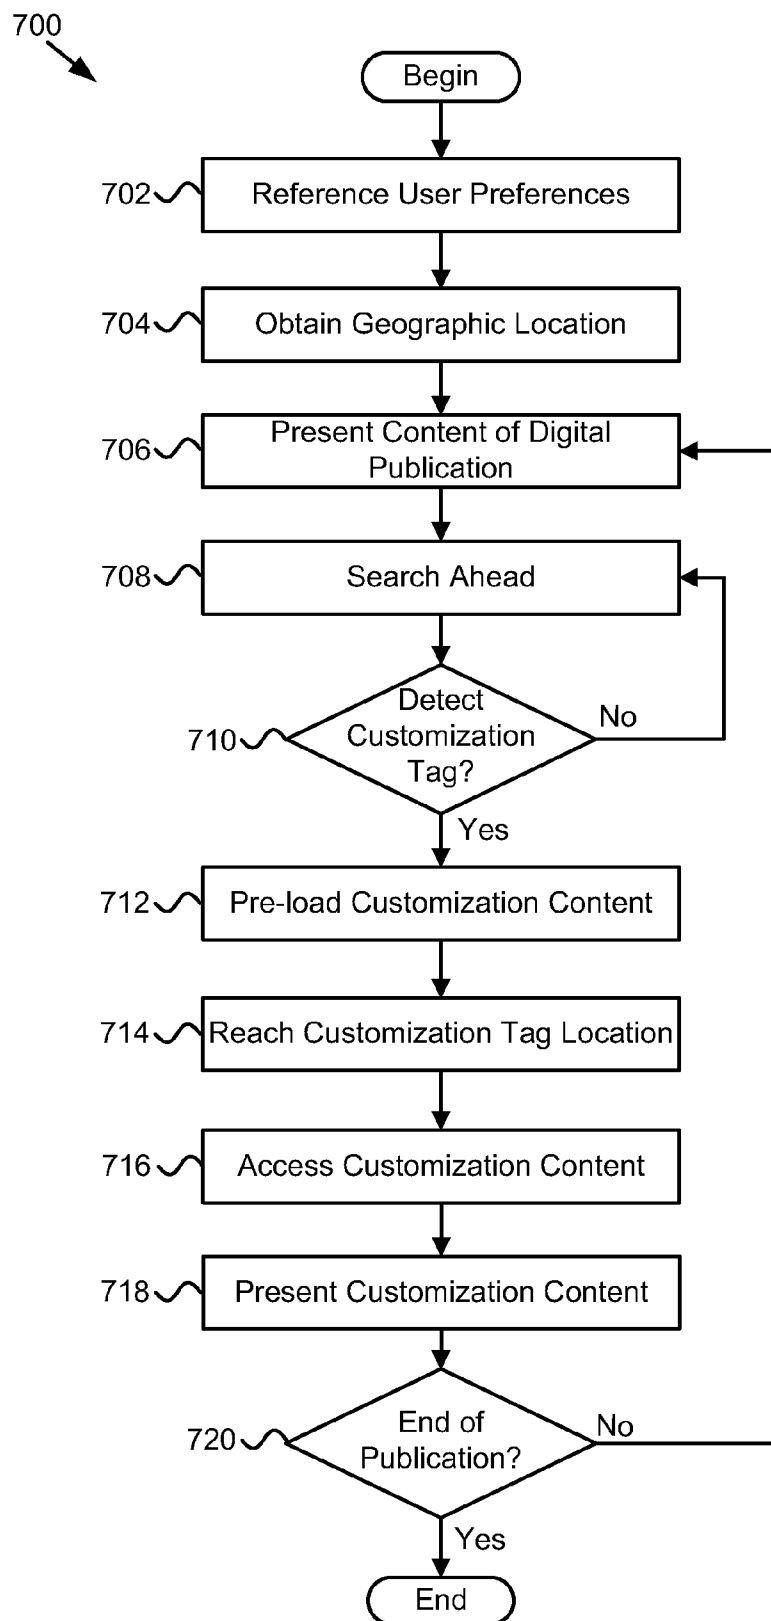 700
Begin
702
Reference User Preferences
704
Obtain Geographic Location
706
Present Content of Digital
Publication
708
Search Ahead
710
Detect
Customization
Tag?
No
Yes
712
Pre-load Customization Content
714
Reach Customization Tag Location
716
Access Customization Content
718
Present Customization Content
720
End of
Publication?
No
Yes
End